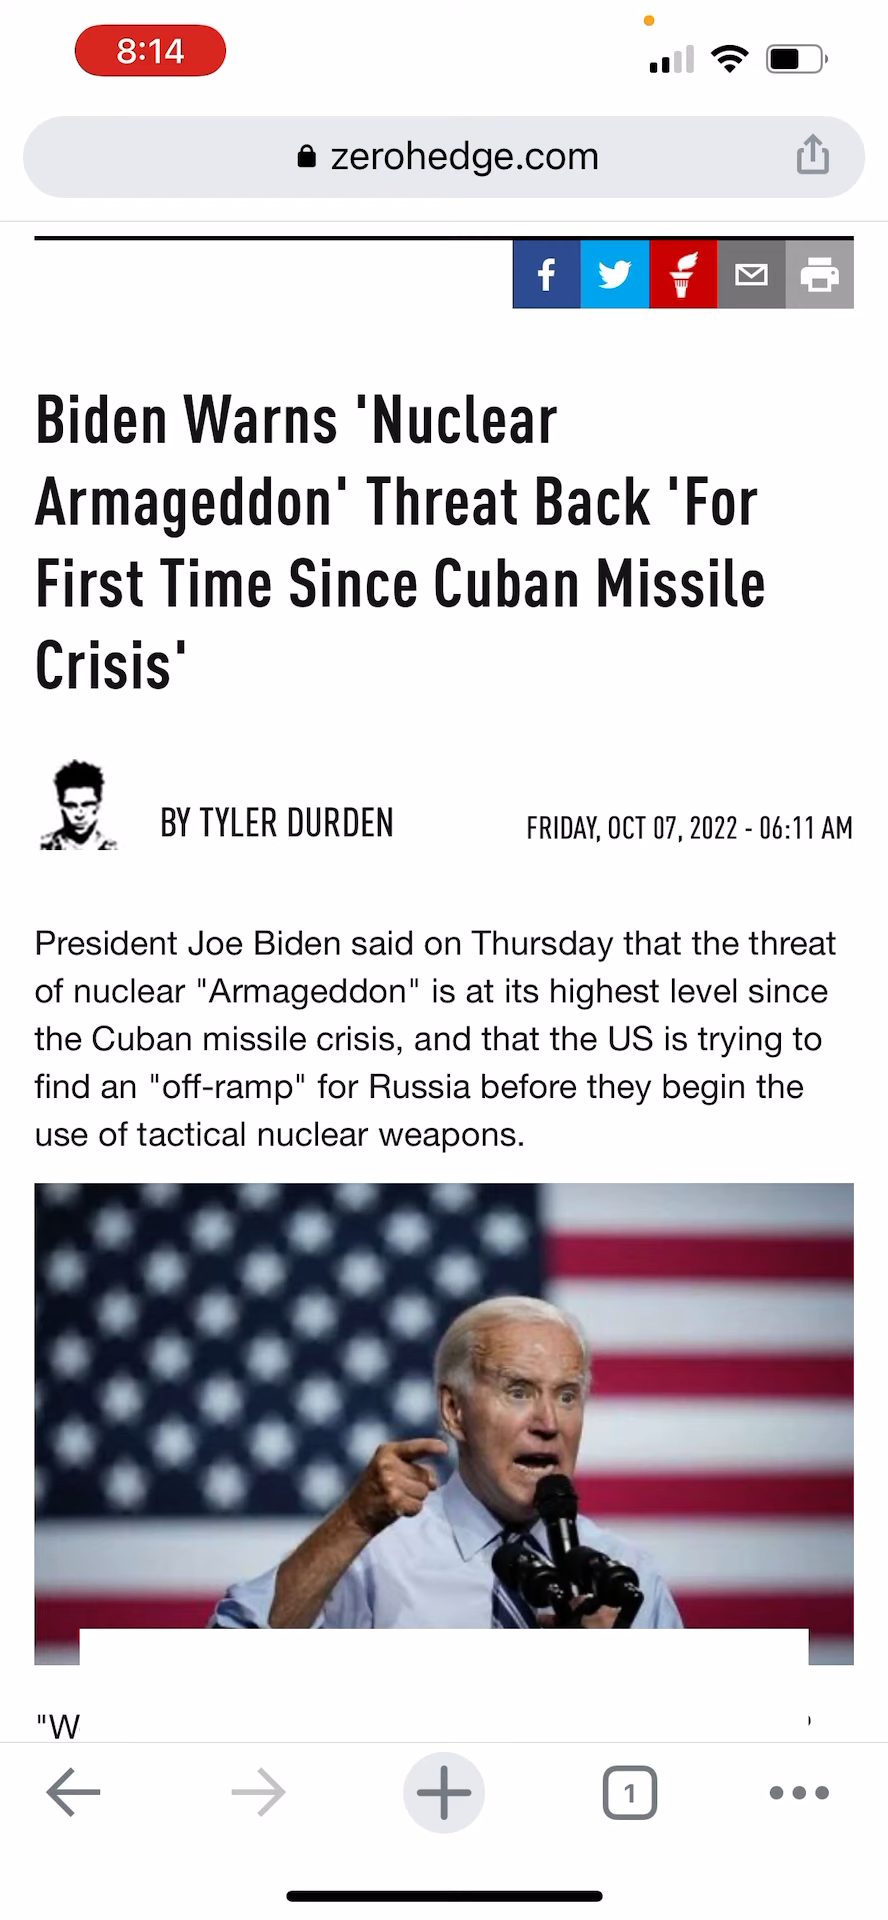 8:14
zerohedge.com
Biden Warns 'Nuclear
Armageddon' Threat Back 'For
First Time Since Cuban Missile
Crisis'
BY TYLER DURDEN
FRIDAY, OCT 07, 2022 - 06:11 AM
President Joe Biden said on Thursday that the threat
of nuclear "Armageddon" is at its highest level since
the Cuban missile crisis, and that the US is trying to
find an "off-ramp" for Russia before they begin the
use of tactical nuclear weapons.
"W
1